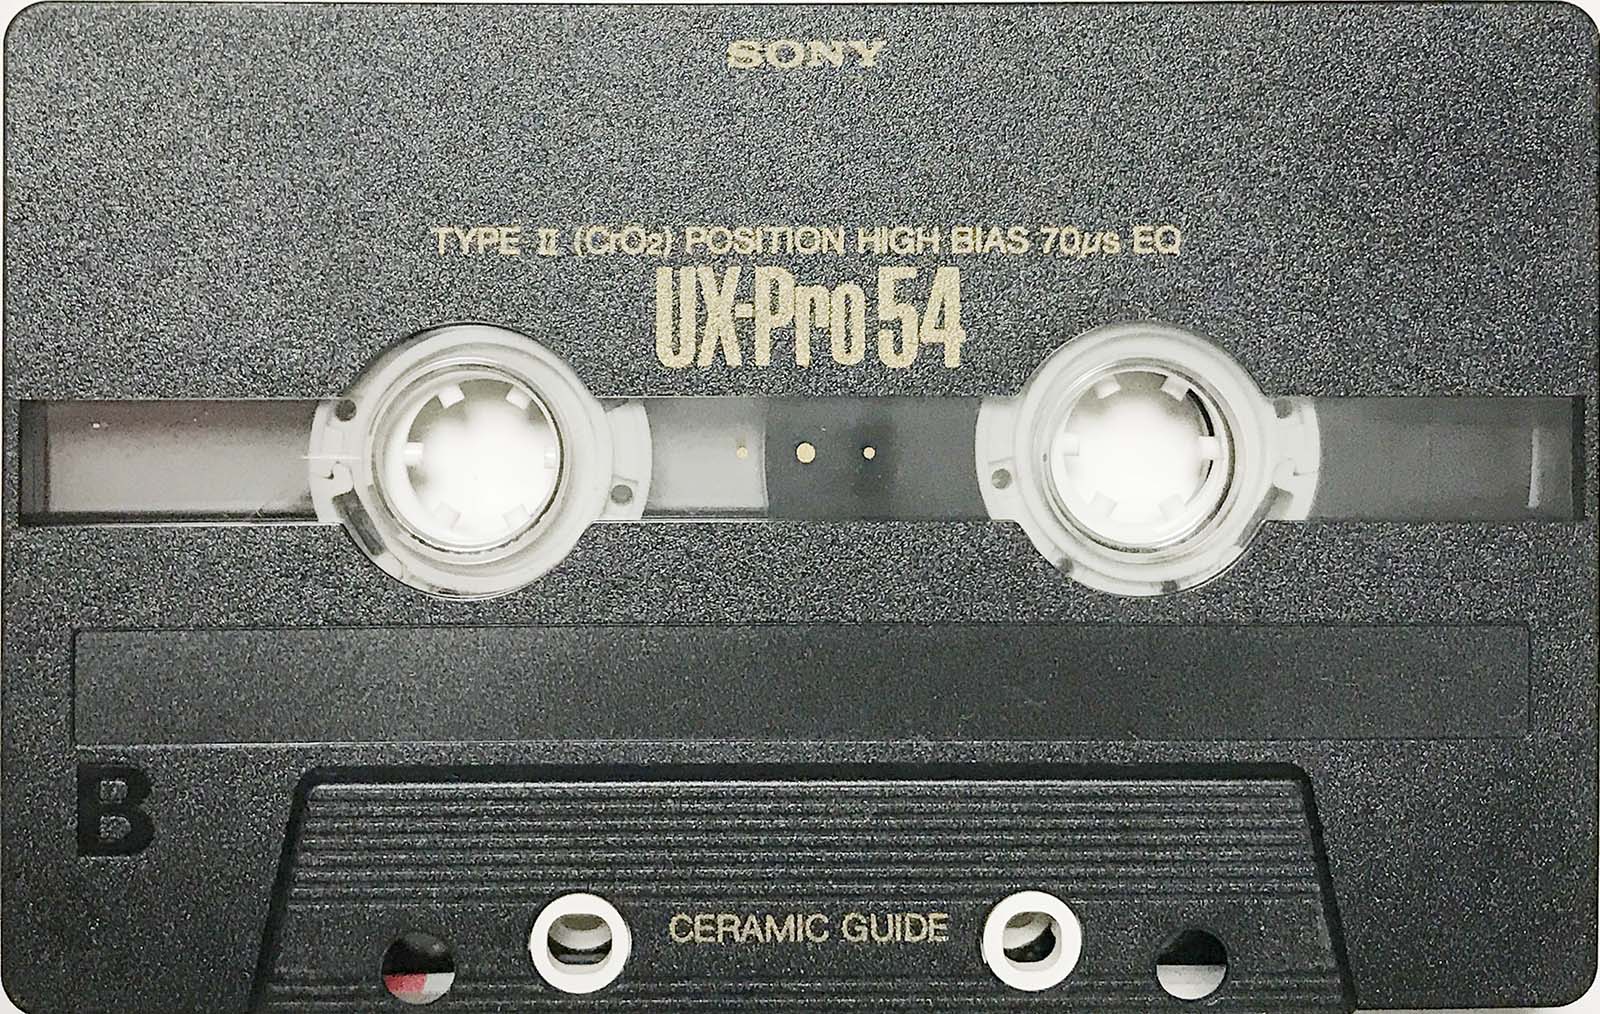 SONY
TYPE II (CrO2) POSITION HIGH BIAS 70µs EQ
UX-Pro 54
B
CERAMIC GUIDE